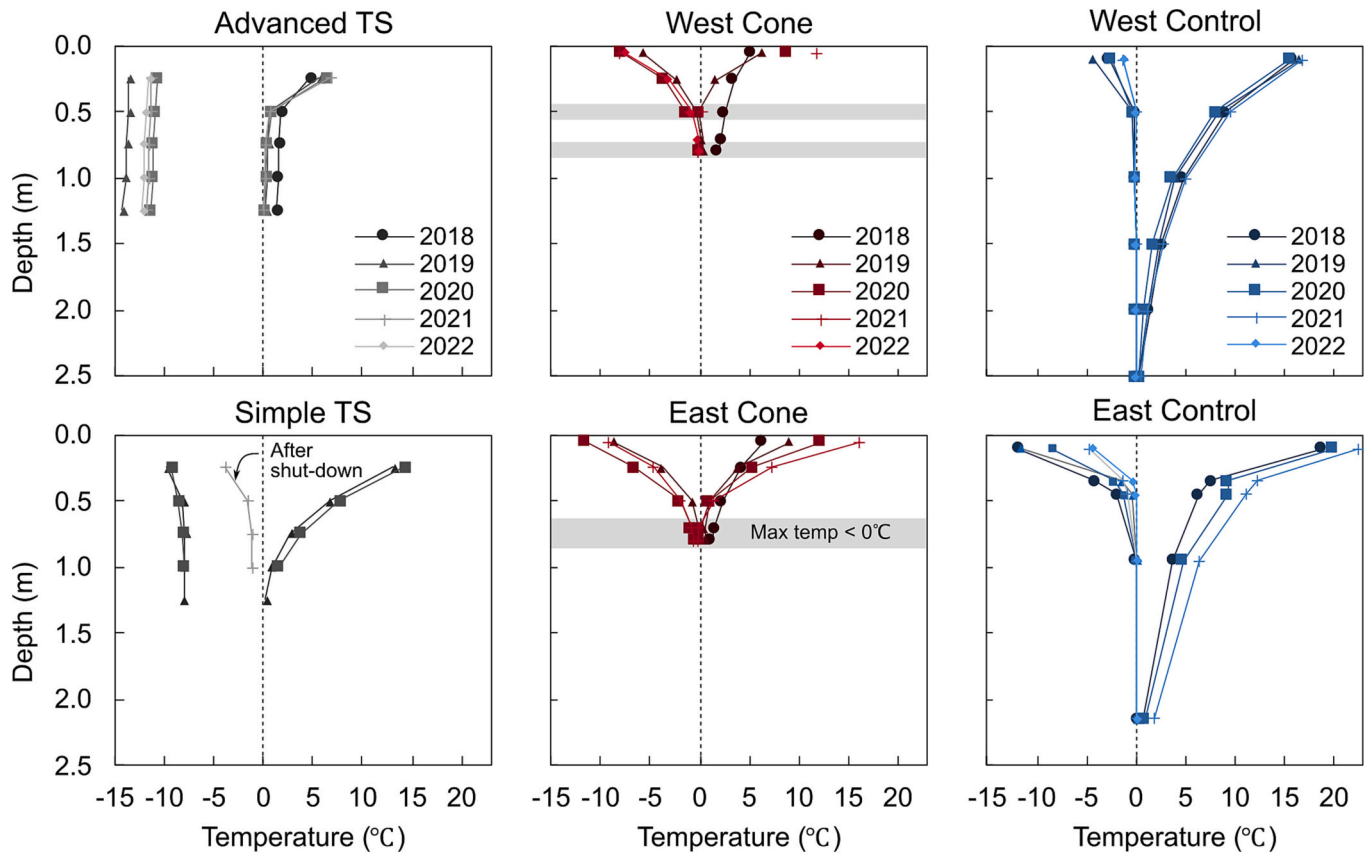 Advanced TS
West Cone
West Control
0.0
0.5
1.0
1.5
2.0
2.5
Depth (m)
2018
2019
2020
2021
2022
2018
2019
2020
2021
2022
2018
2019
2020
2021
2022
Simple TS
East Cone
East Control
0.0
0.5
1.0
1.5
2.0
2.5
Depth (m)
After
shut-down
Max temp < 0℃
-15 -10 -5 0 5 10 15 20
-15 -10 -5 0 5 10 15 20
-15 -10 -5 0 5 10 15 20
Temperature (℃)
Temperature (℃)
Temperature (℃)